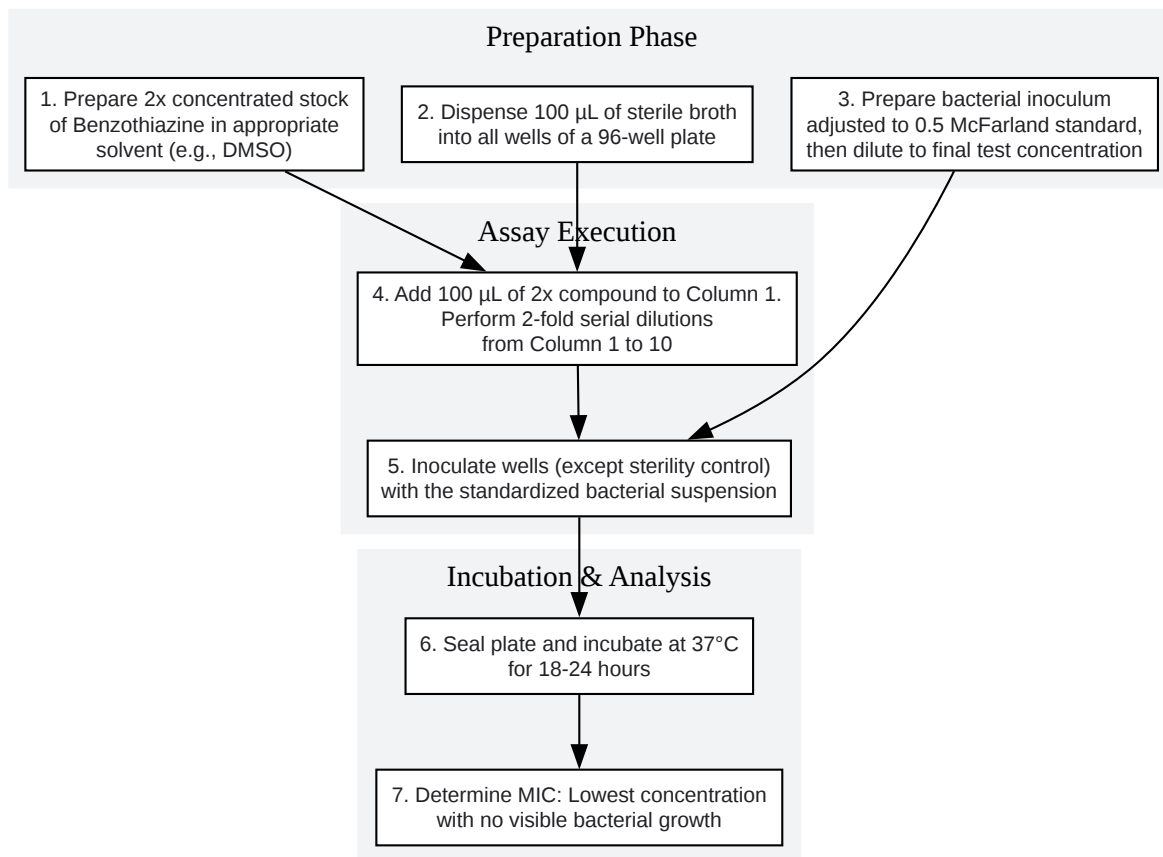 Preparation Phase
1. Prepare 2x concentrated stock
of Benzothiazine in appropriate
solvent (e.g., DMSO)
2. Dispense 100 µL of sterile broth
into all wells of a 96-well plate
3. Prepare bacterial inoculum
adjusted to 0.5 McFarland standard,
then dilute to final test concentration
Assay Execution
4. Add 100 µL of 2x compound to Column 1.
Perform 2-fold serial dilutions
from Column 1 to 10
5. Inoculate wells (except sterility control)
with the standardized bacterial suspension
Incubation & Analysis
6. Seal plate and incubate at 37°C
for 18-24 hours
7. Determine MIC: Lowest concentration
with no visible bacterial growth